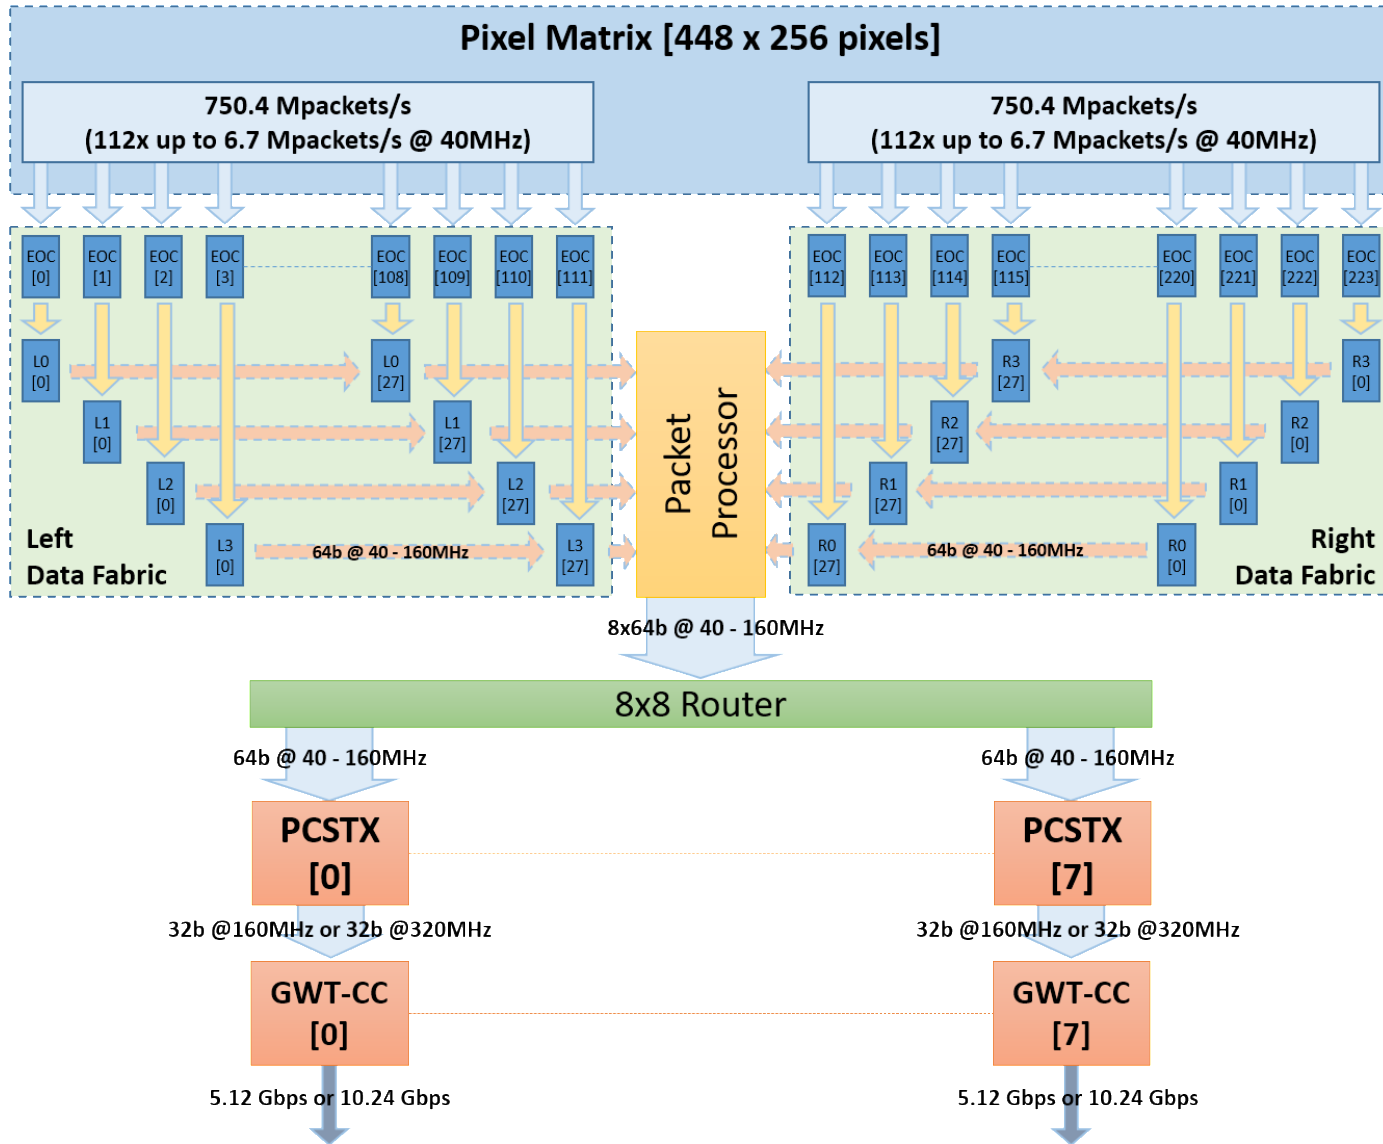 Pixel Matrix [448 x 256 pixels]
750.4 Mpackets/s
(112x up to 6.7 Mpackets/s @ 40MHz)
750.4 Mpackets/s
(112x up to 6.7 Mpackets/s @ 40MHz)
EOC
[0]
EOC
[1]
EOC
[2]
EOC
[3]
EOC
[108]
EOC
[109]
EOC
[110]
EOC
[111]
EOC
[112]
EOC
[113]
EOC
[114]
EOC
[115]
EOC
[220]
EOC
[221]
EOC
[222]
EOC
[223]
L0
[0]
L0
[27]
L1
[0]
L1
[27]
L2
[0]
L2
[27]
L3
[0]
64b @ 40 - 160MHz
L3
[27]
Left
Data Fabric
Packet
Processor
R3
[27]
R3
[0]
R2
[27]
R2
[0]
R1
[27]
R1
[0]
R0
[27]
64b @ 40 - 160MHz
R0
[0]
Right
Data Fabric
8x64b @ 40 - 160MHz
8x8 Router
64b @ 40 - 160MHz
64b @ 40 - 160MHz
PCSTX
[0]
PCSTX
[7]
32b @160MHz or 32b @320MHz
32b @160MHz or 32b @320MHz
GWT-CC
[0]
GWT-CC
[7]
5.12 Gbps or 10.24 Gbps
5.12 Gbps or 10.24 Gbps